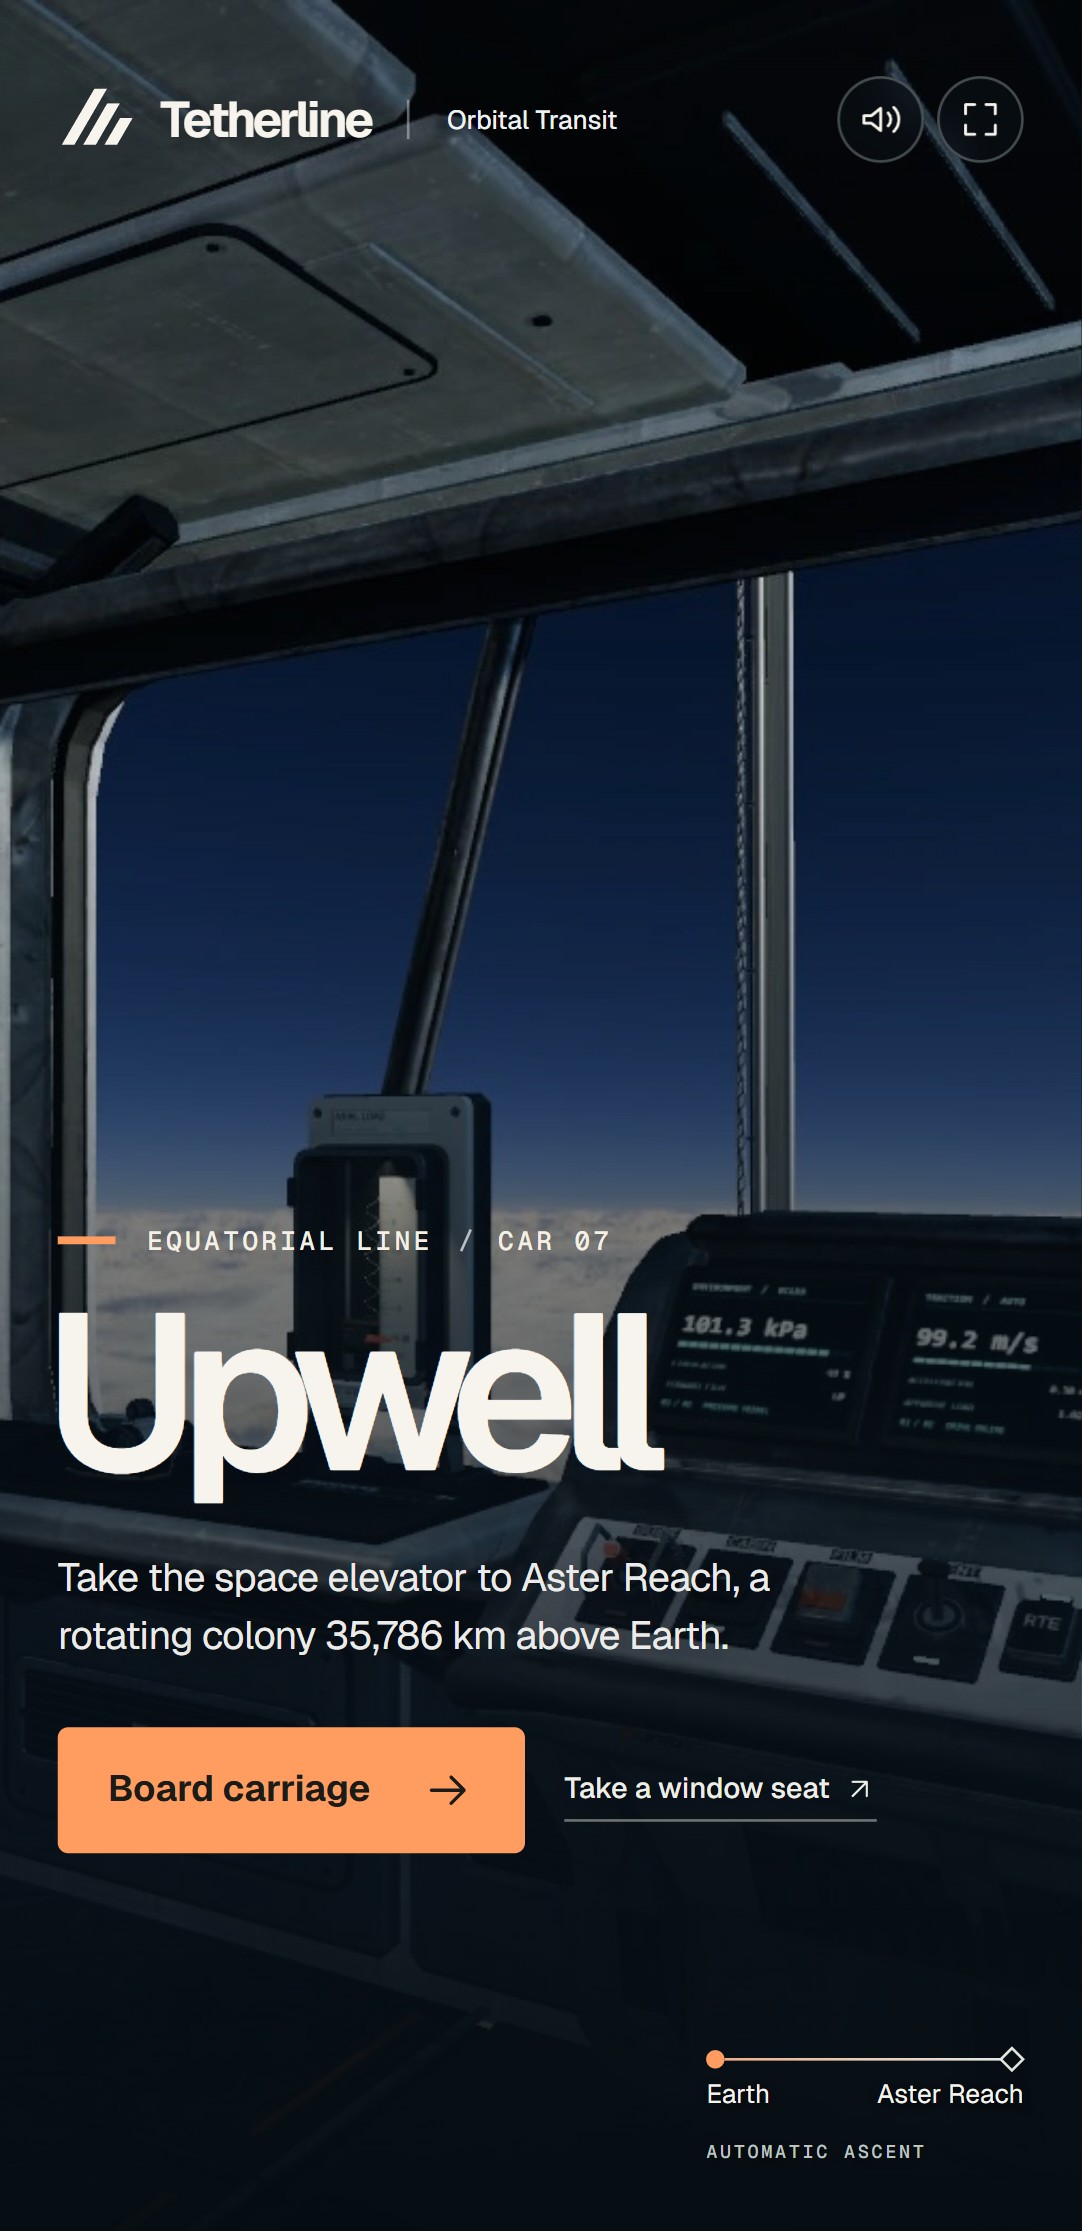 Tetherline
Orbital Transit
EQUATORIAL LINE / CAR 07
Upwell
101.3 kPa
99.2 m/s
RTE
Take the space elevator to Aster Reach, a
rotating colony 35,786 km above Earth.
Board carriage
Take a window seat
Earth
Aster Reach
AUTOMATIC ASCENT